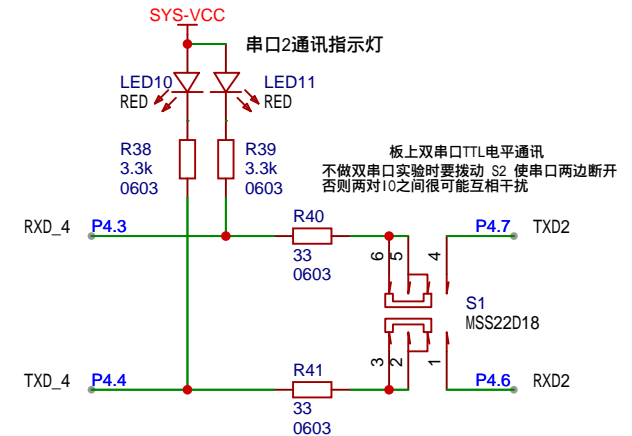 SYS-VCC
串口2通讯指示灯
LED10
RED
LED11
RED
R38
3.3k
0603
R39
3.3k
0603
板上双串口TTL电平通讯
不做双串口实验时要拨动 S2 使串口两边断开
否则两对IO之间很可能互相干扰
RXD_4
P4.3
R40
33
0603
P4.7
TXD2
6
5
4
S1
MSS22D18
3
2
1
TXD_4
P4.4
R41
33
0603
P4.6
RXD2